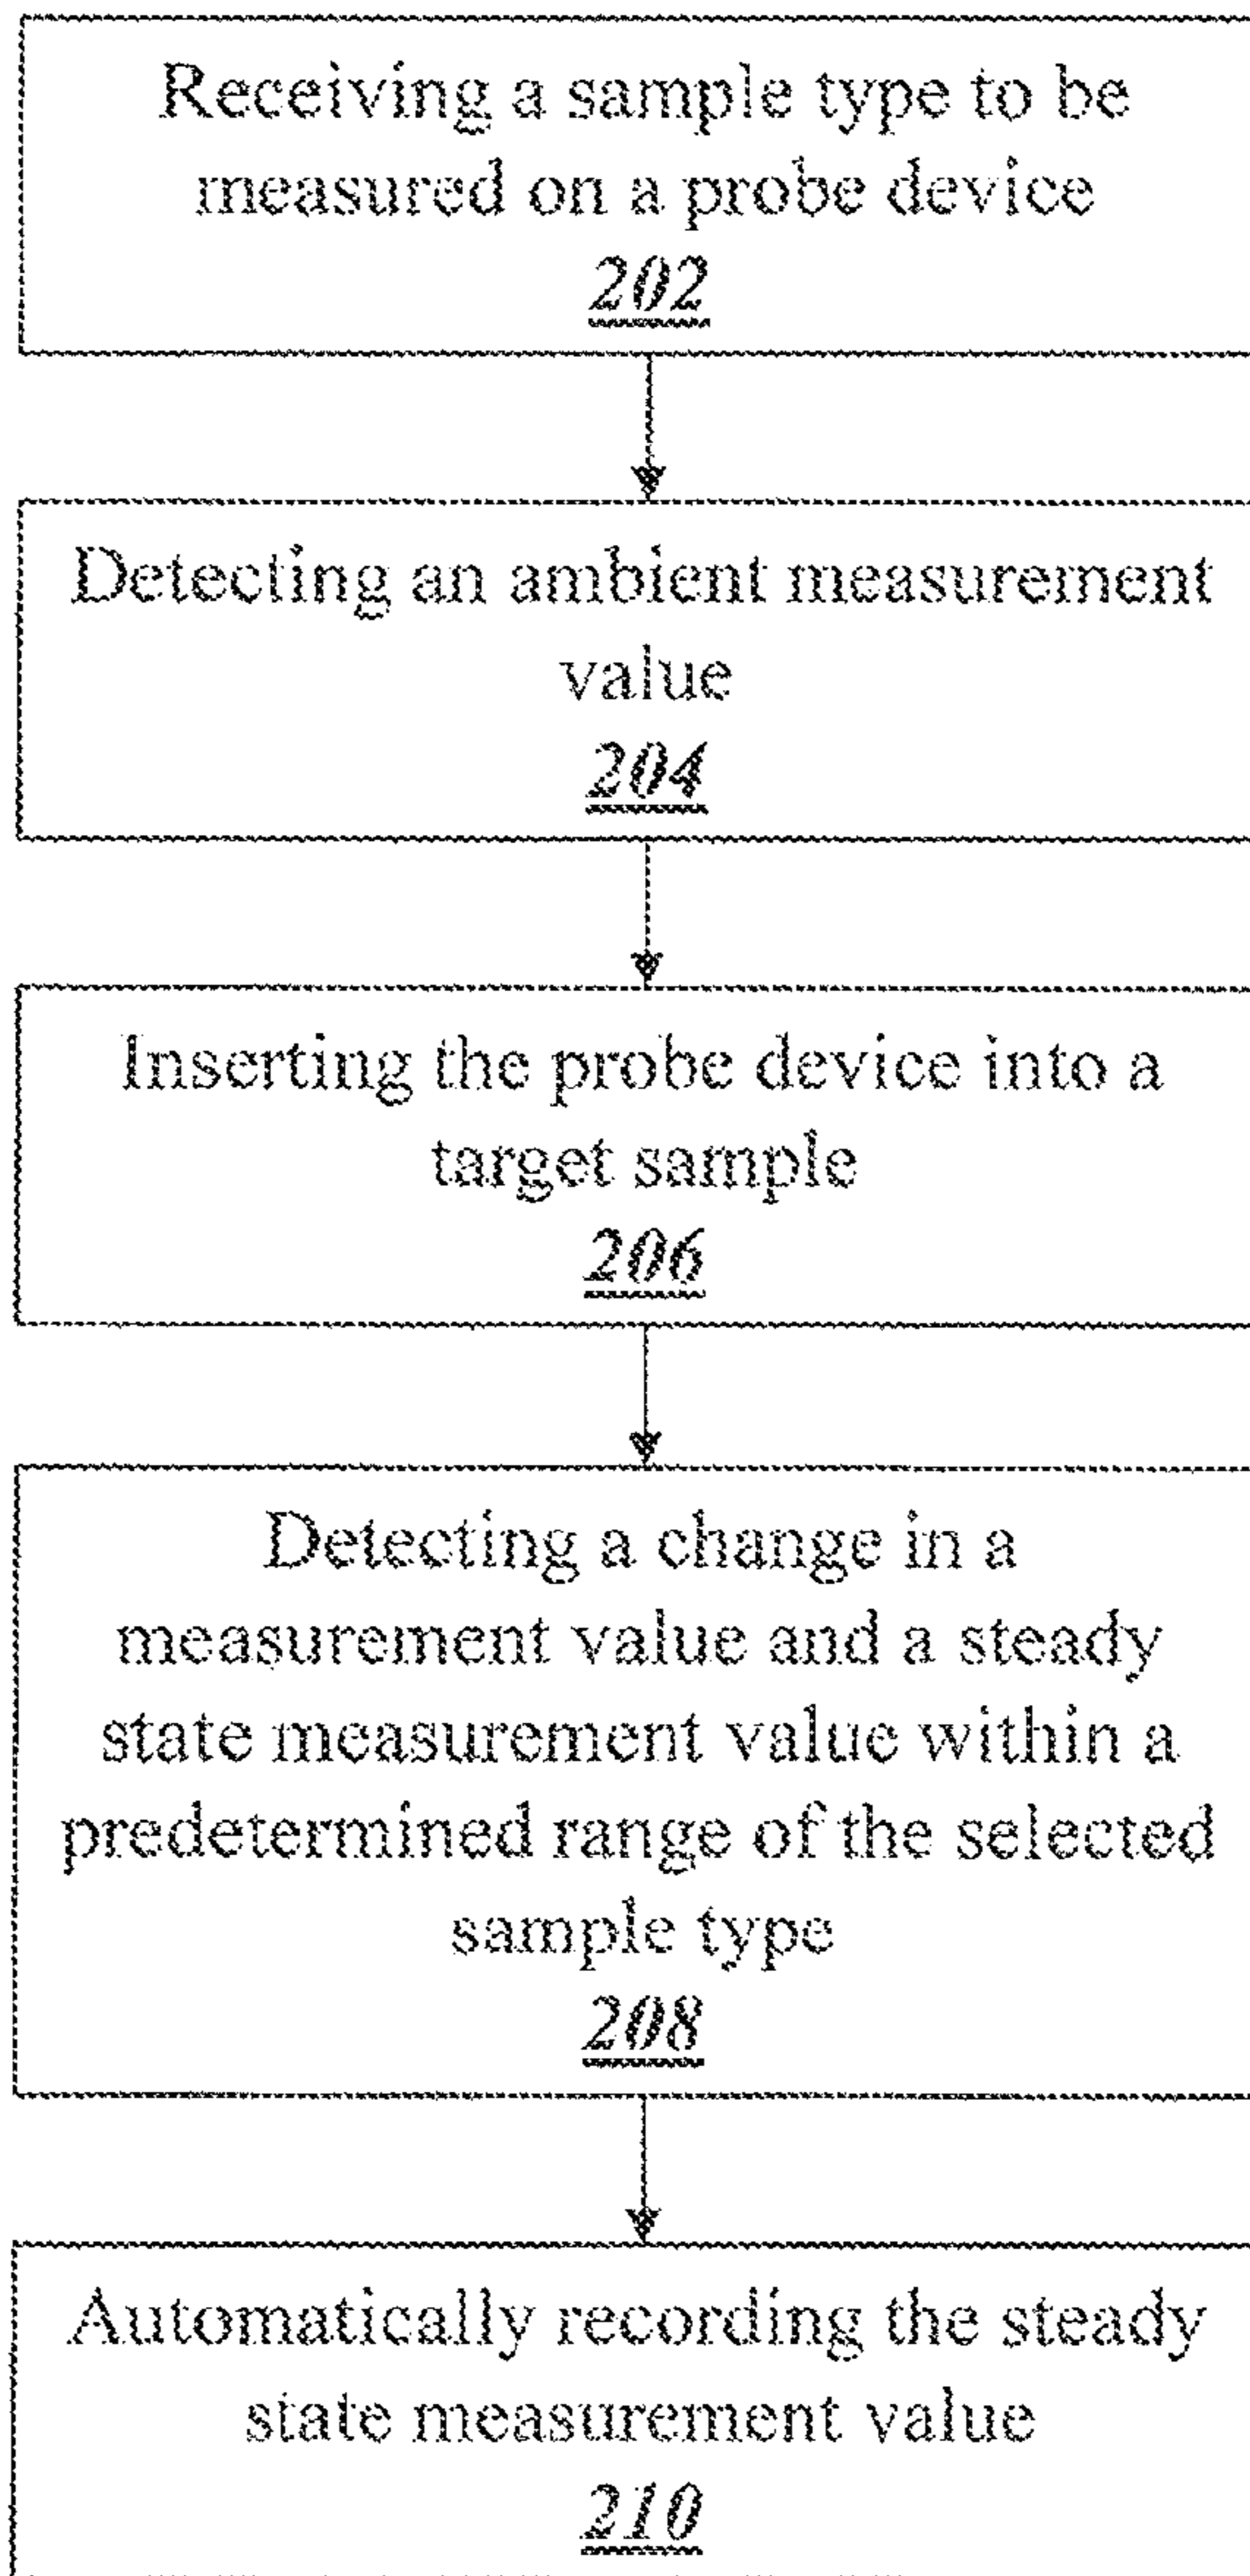 Receiving a sample type to be
measured on a probe device
202
Detecting an ambient measurement
value
204
Inserting the probe device into a
target sample
206
Detecting a change in a
measurement value and a steady
state measurement value within a
predetermined range of the selected
sample type
208
Automatically recording the steady
state measurement value
210